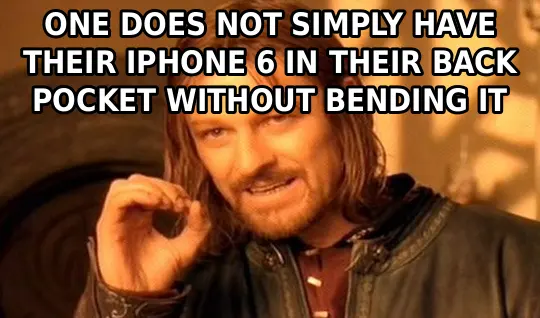 ONE DOES NOT SIMPLY HAVE
THEIR IPHONE 6 IN THEIR BACK
POCKET WITHOUT BENDING IT